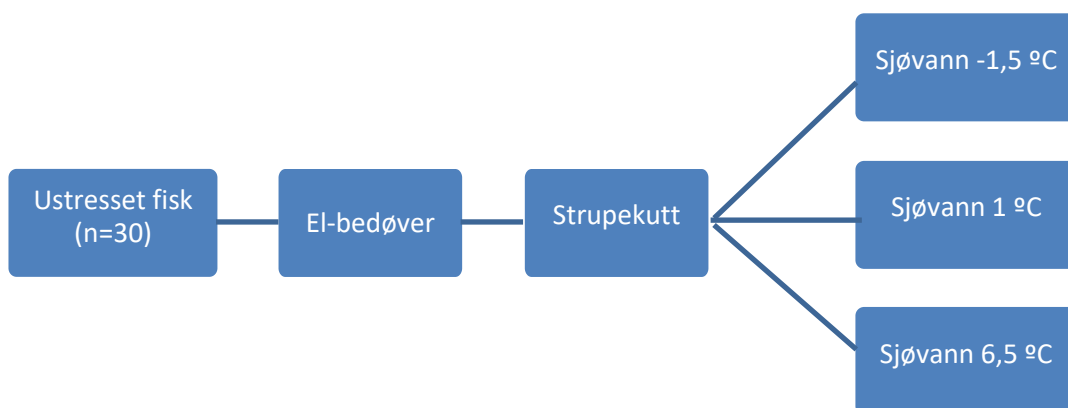 Ustresset fisk
(n=30)
El-bedøver
Strupekutt
Sjøvann -1,5 ºC
Sjøvann 1 ºC
Sjøvann 6,5 ºC